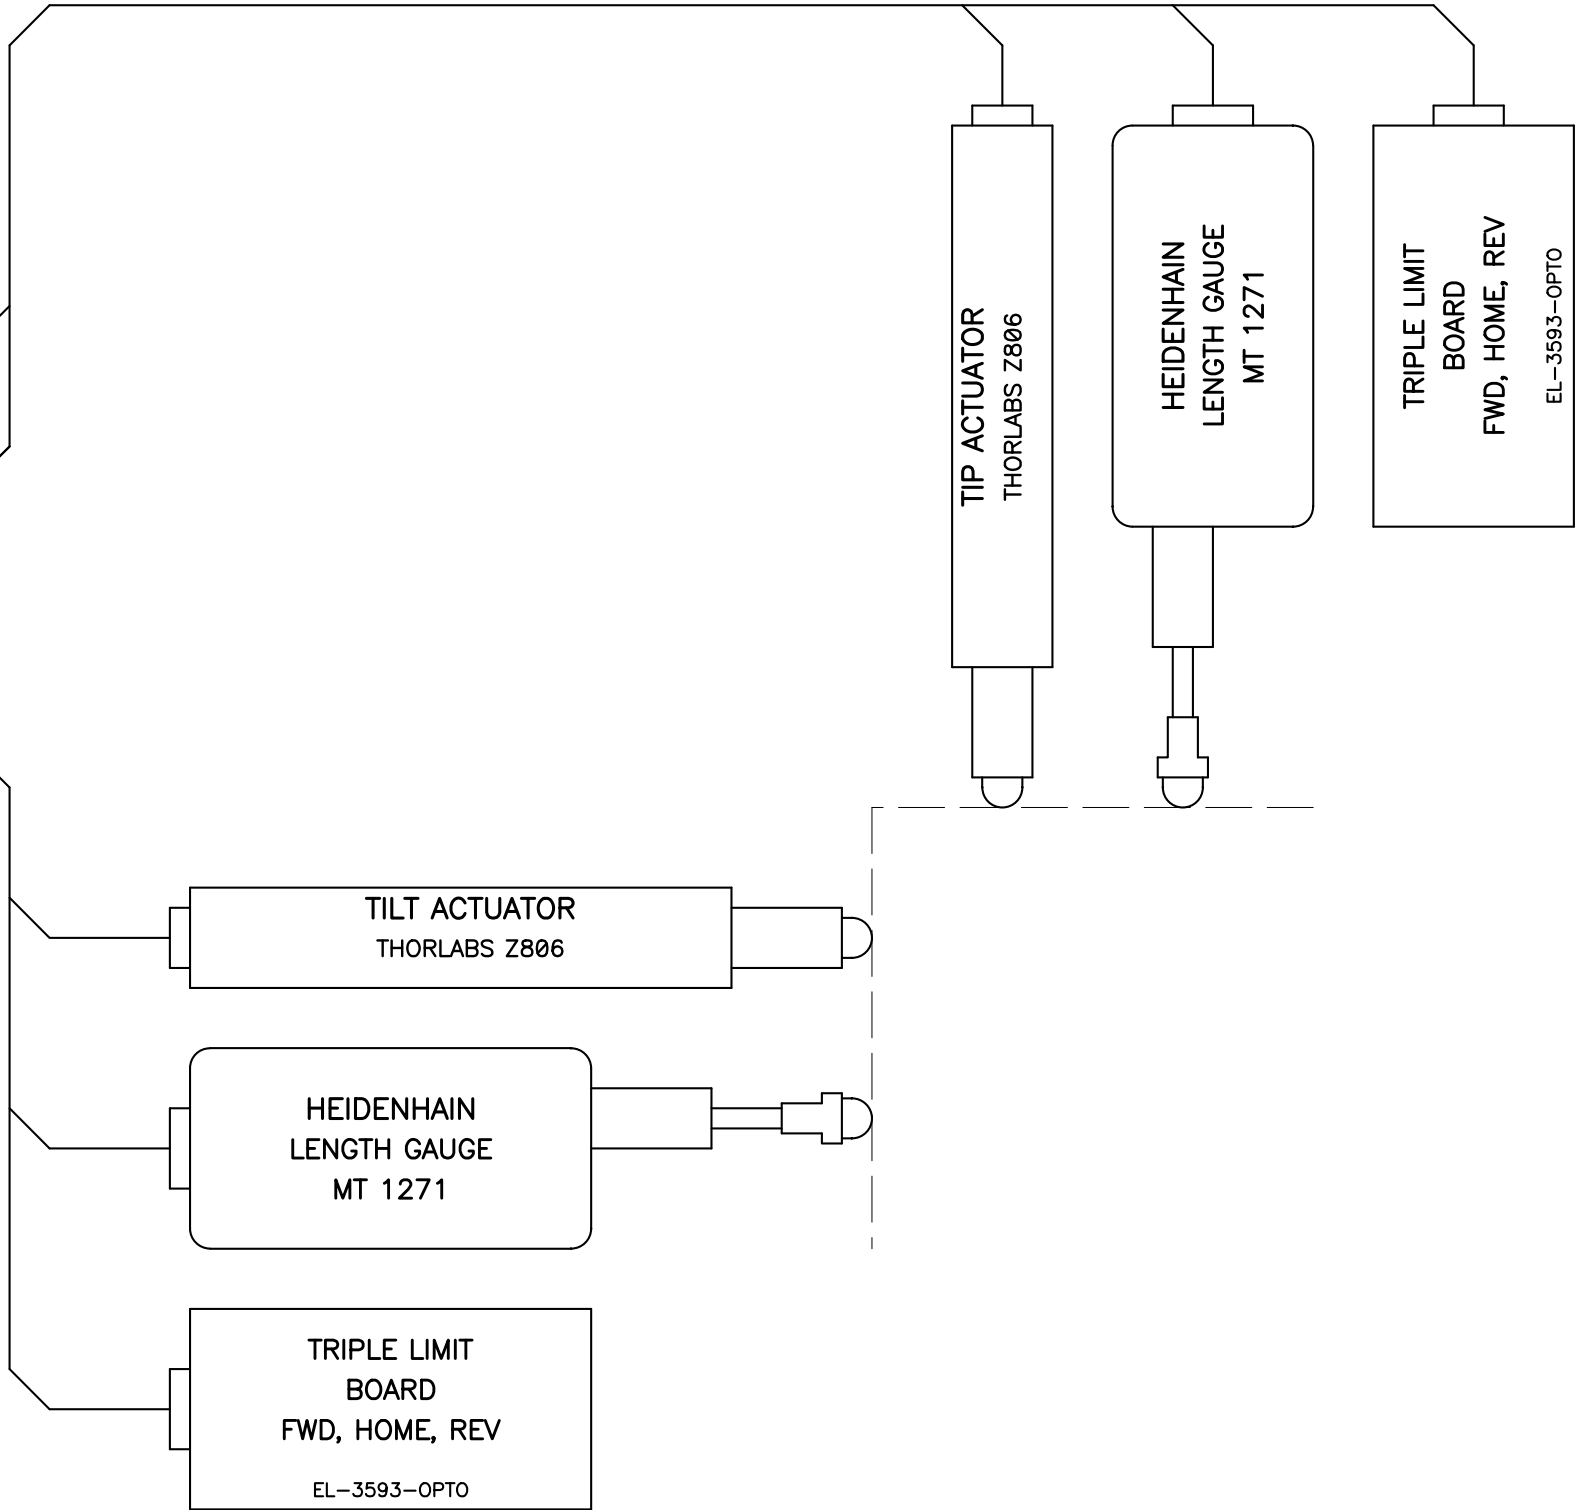 TIP ACTUATOR
THORLABS Z806
HEIDENHAIN
LENGTH GAUGE
MT 1271
TRIPLE LIMIT
BOARD
FWD, HOME, REV
EL-3593-OPTO
TILT ACTUATOR
THORLABS Z806
HEIDENHAIN
LENGTH GAUGE
MT 1271
TRIPLE LIMIT
BOARD
FWD, HOME, REV
EL-3593-OPTO